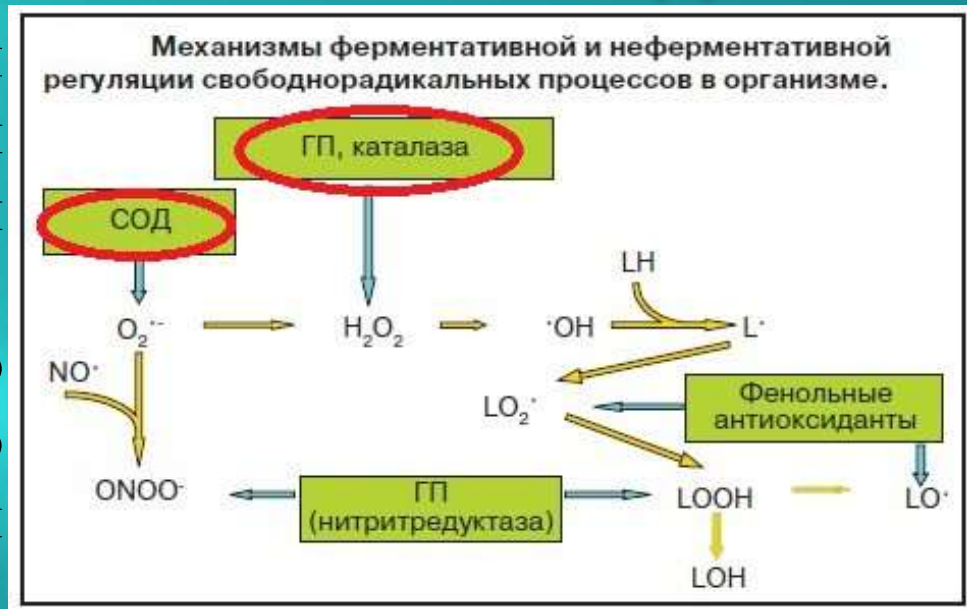 Механизмы ферментативной и неферментативной
регуляции свободнорадикальных процессов в организме.
ГП, каталаза
СОД
LH
O₂˙⁻
H₂O₂
˙OH
L˙
NO˙
LO₂˙
Фенольные
антиоксиданты
ONOO⁻
ГП
(нитритредуктаза)
LOOH
LO˙
LOH